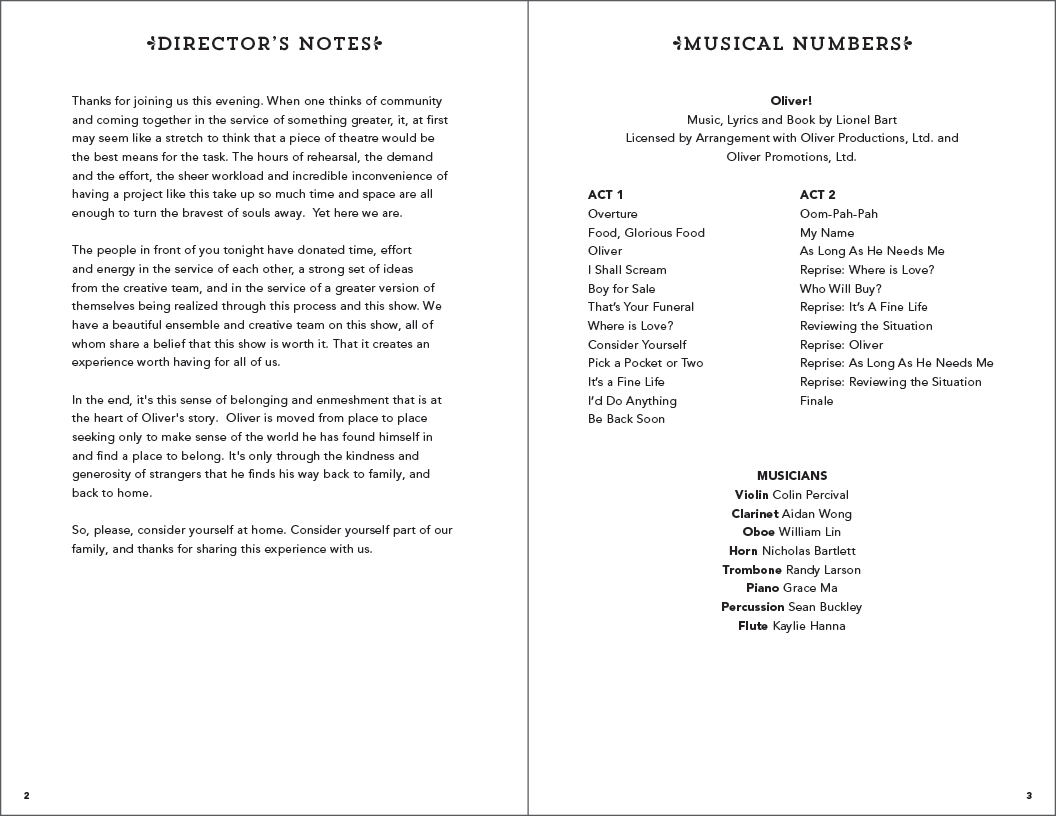 DIRECTOR'S NOTES
Thanks for joining us this evening. When one thinks of community
and coming together in the service of something greater, it, at first
may seem like a stretch to think that a piece of theatre would be
the best means for the task. The hours of rehearsal, the demand
and the effort, the sheer workload and incredible inconvenience of
having a project like this take up so much time and space are all
enough to turn the bravest of souls away.  Yet here we are.
The people in front of you tonight have donated time, effort
and energy in the service of each other, a strong set of ideas
from the creative team, and in the service of a greater version of
themselves being realized through this process and this show. We
have a beautiful ensemble and creative team on this show, all of
whom share a belief that this show is worth it. That it creates an
experience worth having for all of us.
In the end, it's this sense of belonging and enmeshment that is at
the heart of Oliver's story.  Oliver is moved from place to place
seeking only to make sense of the world he has found himself in
and find a place to belong. It's only through the kindness and
generosity of strangers that he finds his way back to family, and
back to home.
So, please, consider yourself at home. Consider yourself part of our
family, and thanks for sharing this experience with us.
2
MUSICAL NUMBERS
Oliver!
Music, Lyrics and Book by Lionel Bart
Licensed by Arrangement with Oliver Productions, Ltd. and
Oliver Promotions, Ltd.
ACT 1
Overture
Food, Glorious Food
Oliver
I Shall Scream
Boy for Sale
That’s Your Funeral
Where is Love?
Consider Yourself
Pick a Pocket or Two
It’s a Fine Life
I’d Do Anything
Be Back Soon
ACT 2
Oom-Pah-Pah
My Name
As Long As He Needs Me
Reprise: Where is Love?
Who Will Buy?
Reprise: It’s A Fine Life
Reviewing the Situation
Reprise: Oliver
Reprise: As Long As He Needs Me
Reprise: Reviewing the Situation
Finale
MUSICIANS
Violin Colin Percival
Clarinet Aidan Wong
Oboe William Lin
Horn Nicholas Bartlett
Trombone Randy Larson
Piano Grace Ma
Percussion Sean Buckley
Flute Kaylie Hanna
3